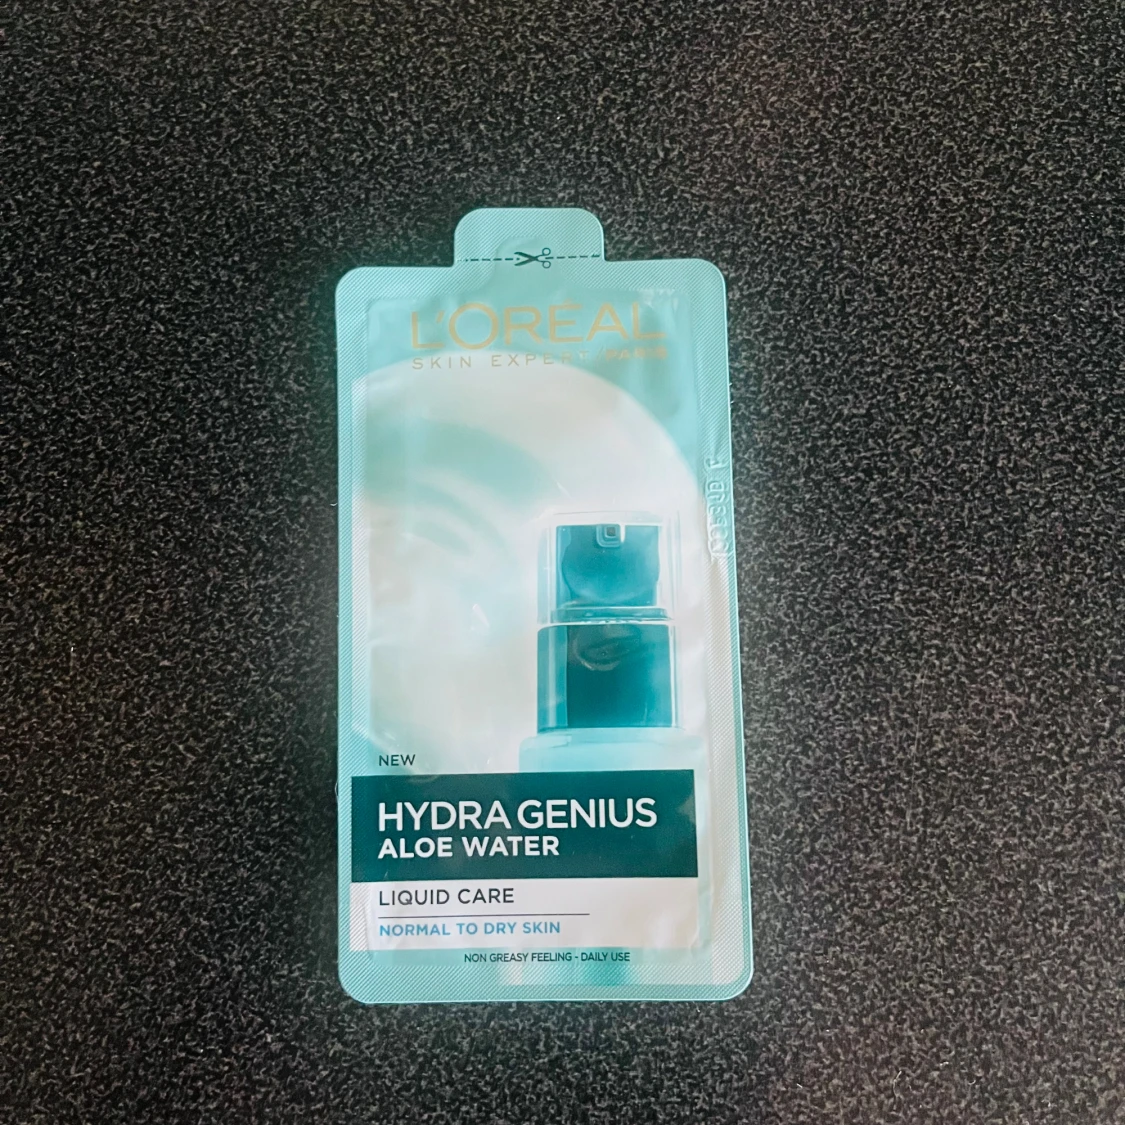 L'ORÉAL
SKIN EXPERT / PARIS
NEW
HYDRA GENIUS
ALOE WATER
LIQUID CARE
NORMAL TO DRY SKIN
NON GREASY FEELING - DAILY USE